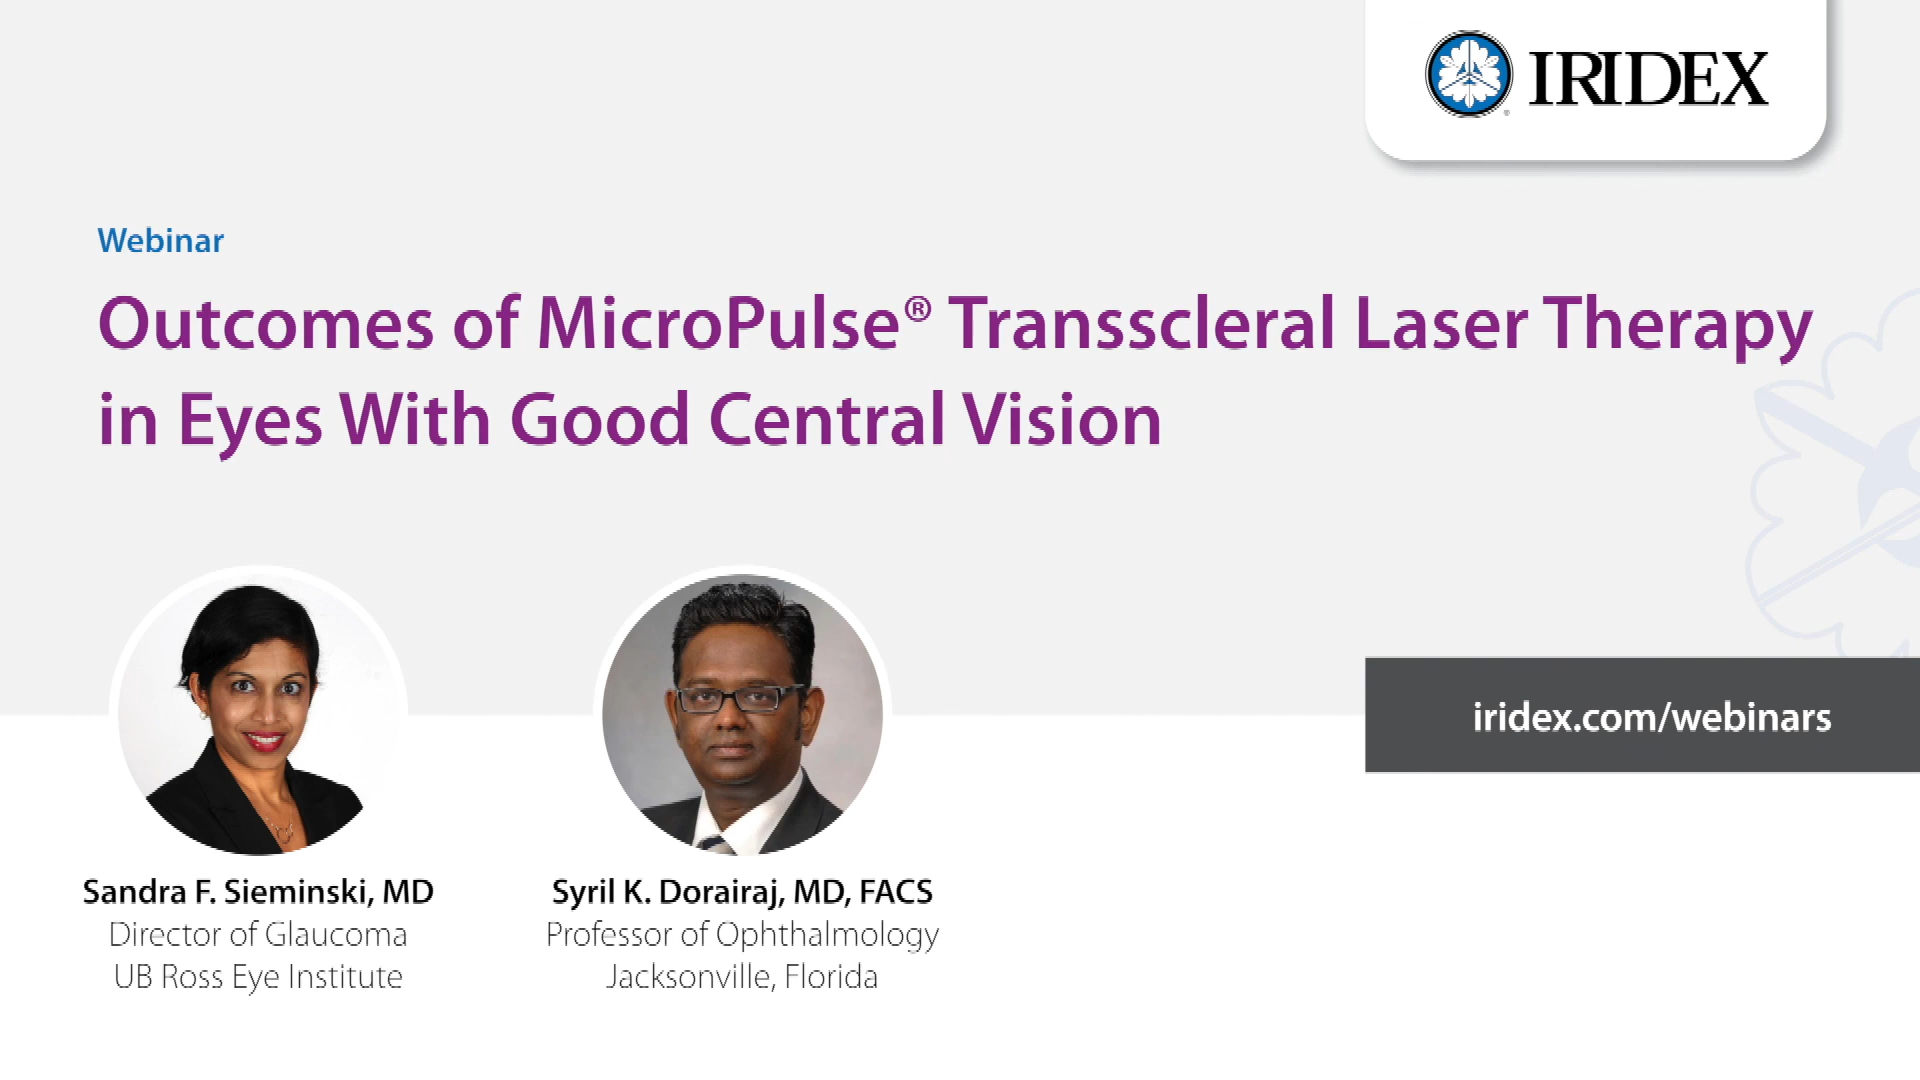 IRIDEX
®
Webinar
Outcomes of MicroPulse® Transscleral Laser Therapy
in Eyes With Good Central Vision
iridex.com/webinars
Sandra F. Sieminski, MD
Director of Glaucoma
UB Ross Eye Institute
Syril K. Dorairaj, MD, FACS
Professor of Ophthalmology
Jacksonville, Florida